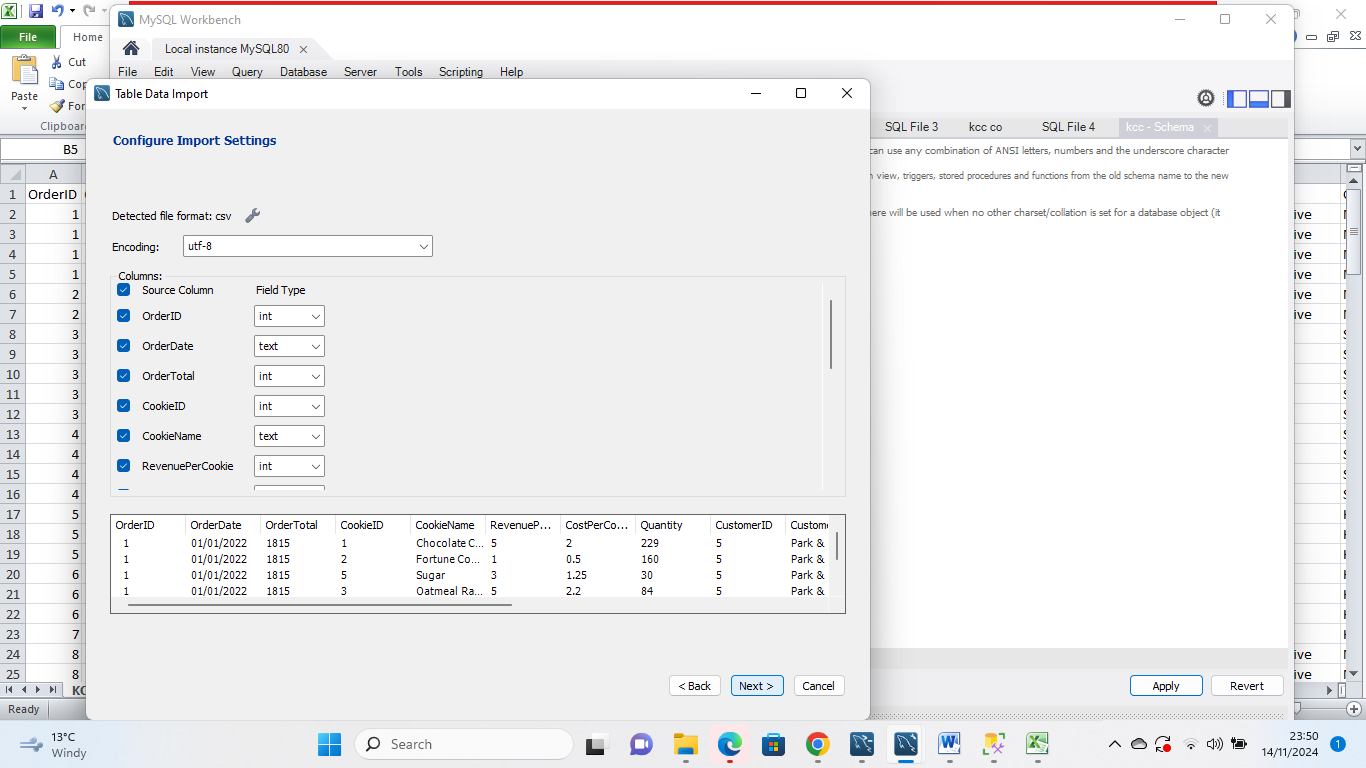 MySQL Workbench
File Home
Local instance MySQL80
File Edit View Query Database Server Tools Scripting Help
Cut
Paste
Clipboard
Table Data Import
SQL File 3 kcc co SQL File 4 kcc - Schema
B5
Configure Import Settings
can use any combination of ANSI letters, numbers and the underscore character
view, triggers, stored procedures and functions from the old schema name to the new
here will be used when no other charset/collation is set for a database object (it
A
1 OrderID
2 1
3 1
4 1
5 1
6 2
7 2
8 3
9 3
10 3
11 3
12 3
13 4
14 4
15 4
16 4
17 5
18 5
19 5
20 6
21 6
22 6
23 7
24 8
25 8
ive
ive
ive
ive
ive
ive
ive
ive
Detected file format: csv
Encoding: utf-8
Columns:
Source Column Field Type
OrderID int
OrderDate text
OrderTotal int
CookieID int
CookieName text
RevenuePerCookie int
OrderID OrderDate OrderTotal CookieID CookieName RevenueP... CostPerCo... Quantity CustomerID Custome
1 01/01/2022 1815 1 Chocolate C... 5 2 229 5 Park &
1 01/01/2022 1815 2 Fortune Co... 1 0.5 160 5 Park &
1 01/01/2022 1815 5 Sugar 3 1.25 30 5 Park &
1 01/01/2022 1815 3 Oatmeal Ra... 5 2.2 84 5 Park &
< Back Next > Cancel
Apply Revert
Ready
13°C
Windy
Search
23:50
14/11/2024
1